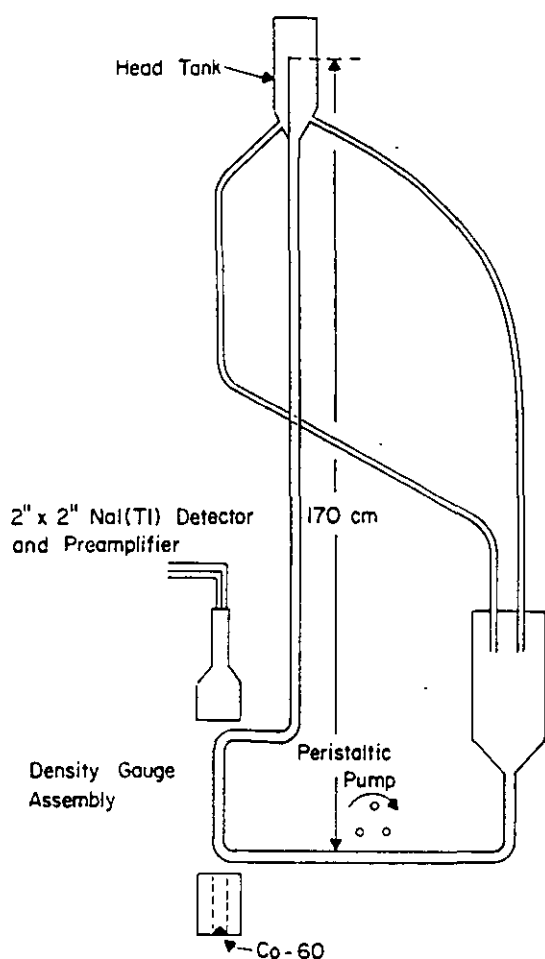 Head Tank
2" x 2" NaI(Tl) Detector
and Preamplifier
170 cm
Density Gauge
Assembly
Peristaltic
Pump
Co-60